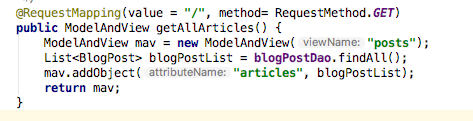 @RequestMapping(value = "/", method= RequestMethod.GET)
public ModelAndView getAllArticles() {
ModelAndView mav = new ModelAndView( viewName: "posts");
List<BlogPost> blogPostList = blogPostDao.findAll();
mav.addObject( attributeName: "articles", blogPostList);
return mav;
}